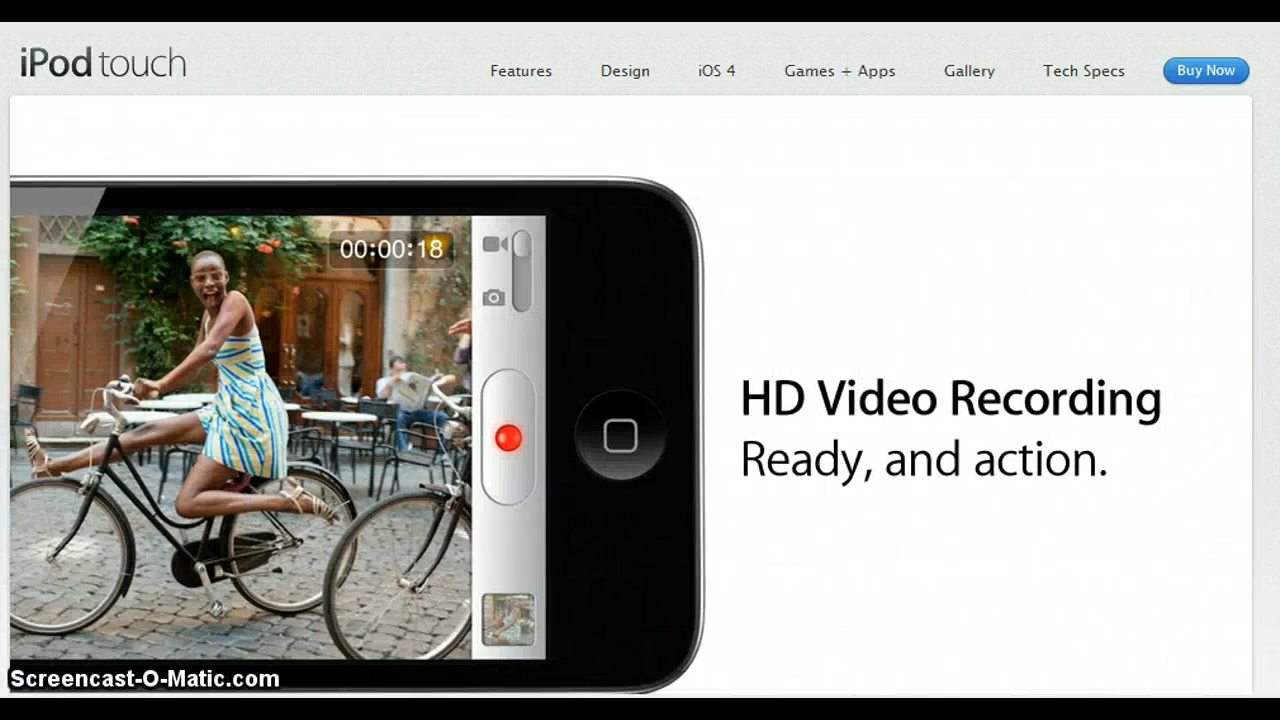 iPod touch
Features Design iOS 4 Games + Apps Gallery Tech Specs Buy Now
00:00:18
HD Video Recording
Ready, and action.
Screencast-O-Matic.com